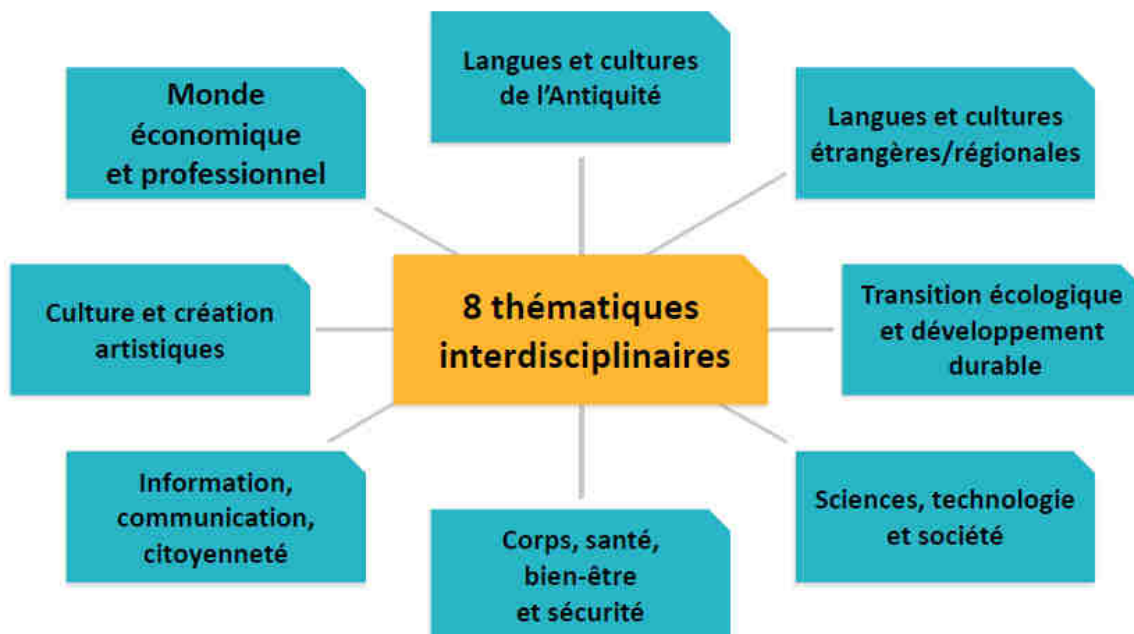 Langues et cultures
de l’Antiquité
Monde
économique
et professionnel
Langues et cultures
étrangères/régionales
8 thématiques
interdisciplinaires
Culture et création
artistiques
Transition écologique
et développement
durable
Information,
communication,
citoyenneté
Sciences, technologie
et société
Corps, santé,
bien-être
et sécurité